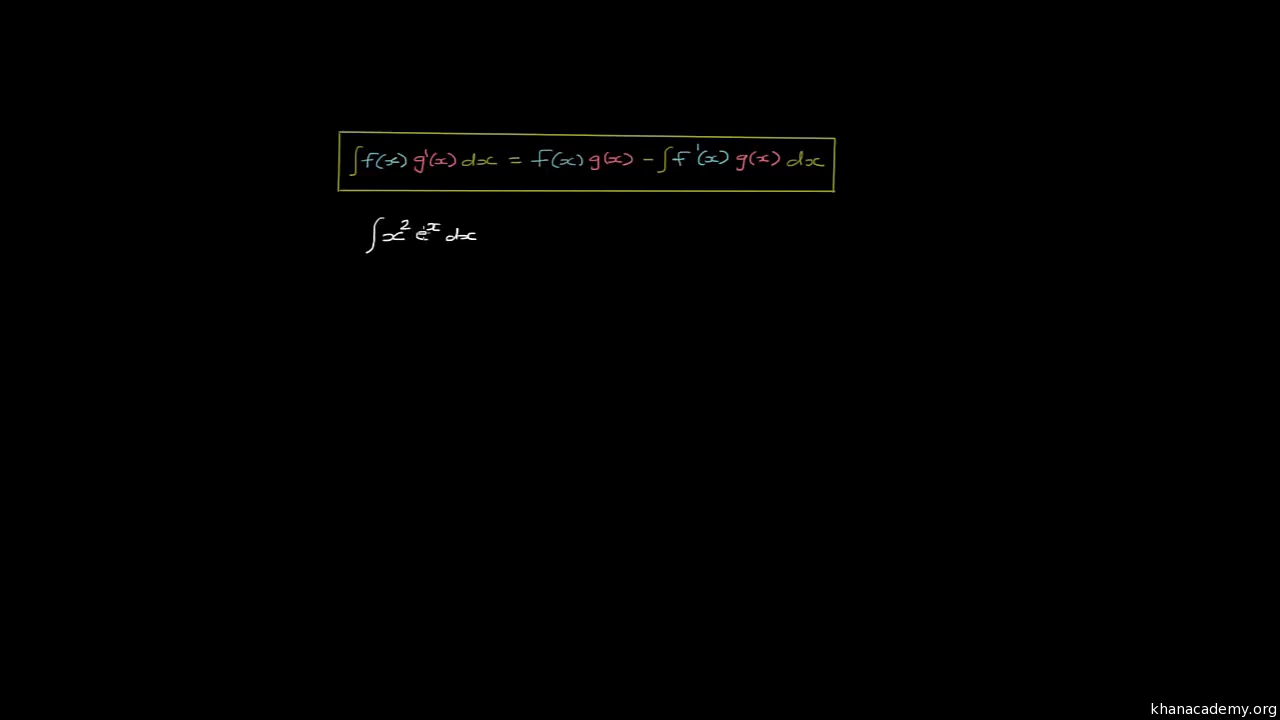 ∫f(x) g'(x) dx = f(x) g(x) - ∫f'(x) g(x) dx
∫x² eˣ dx
khanacademy.org